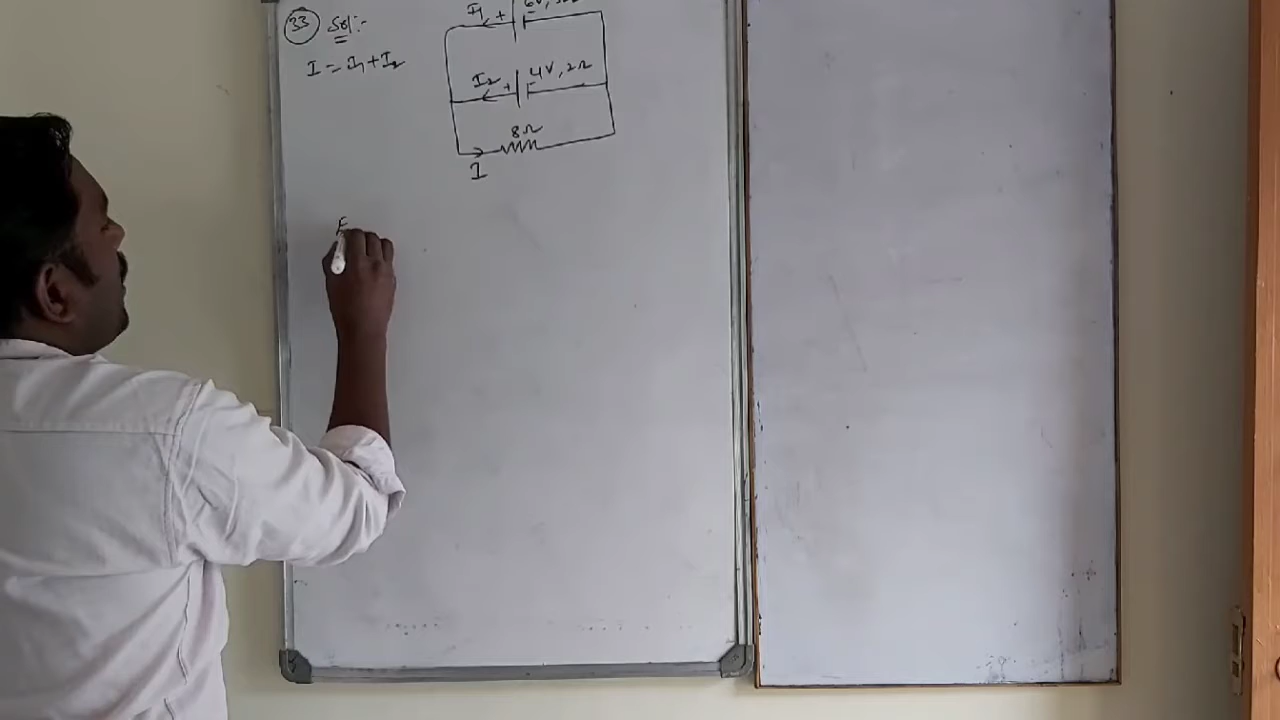 33 Sol:-
I = I₁ + I₂
I₁ +
I₂ + 4V, 2Ω
8Ω
I